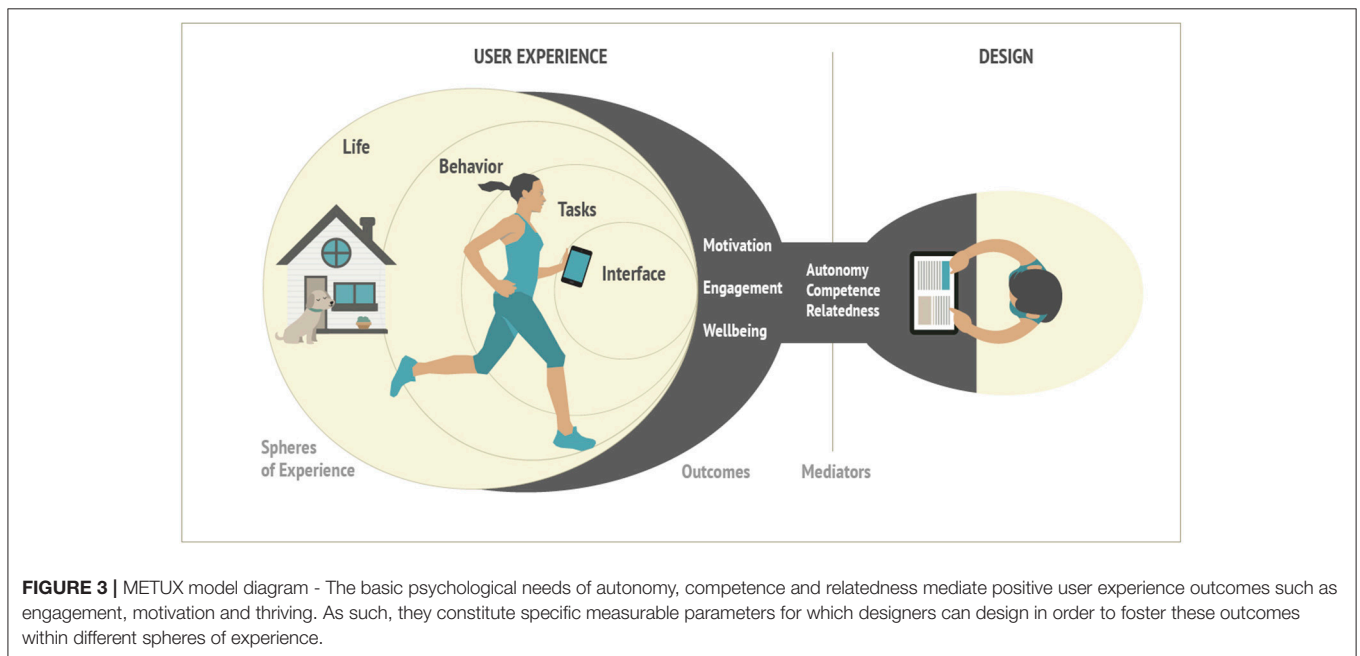 USER EXPERIENCE
DESIGN
Life
Behavior
Tasks
Interface
Motivation
Engagement
Wellbeing
Autonomy
Competence
Relatedness
Spheres
of Experience
Outcomes
Mediators
FIGURE 3 | METUX model diagram - The basic psychological needs of autonomy, competence and relatedness mediate positive user experience outcomes such as
engagement, motivation and thriving. As such, they constitute specific measurable parameters for which designers can design in order to foster these outcomes
within different spheres of experience.